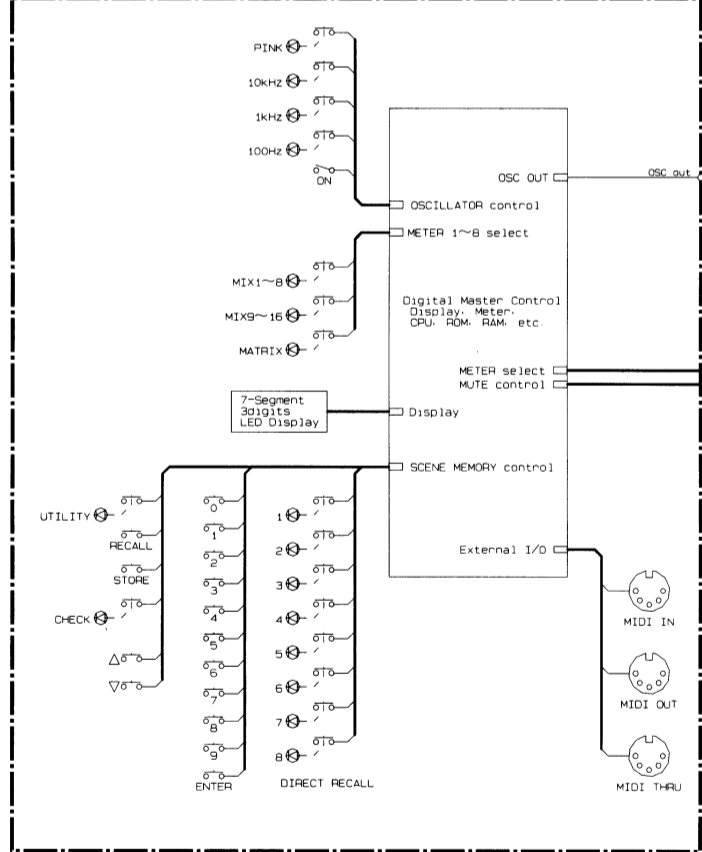 PINK
10kHz
1kHz
100Hz
ON
OSC OUT
OSC out
OSCILLATOR control
METER 1~8 select
MIX1~8
MIX9~16
MATRIX
Digital Master Control
Display, Meter,
CPU, ROM, RAM, etc.
METER select
MUTE control
7-Segment
3digits
LED Display
Display
SCENE MEMORY control
UTILITY
RECALL
STORE
CHECK
△
▽
0
1
2
3
4
5
6
7
8
9
ENTER
1
2
3
4
5
6
7
8
DIRECT RECALL
External I/O
MIDI IN
MIDI OUT
MIDI THRU